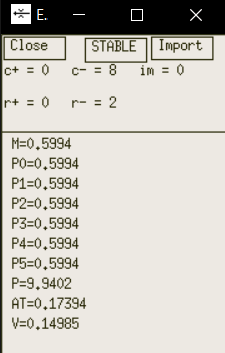 E.
Close STABLE Import
c+ = 0 c- = 8 im = 0
r+ = 0 r- = 2
M=0.5994
P0=0.5994
P1=0.5994
P2=0.5994
P3=0.5994
P4=0.5994
P5=0.5994
P=9.9402
AT=0.17394
V=0.14985